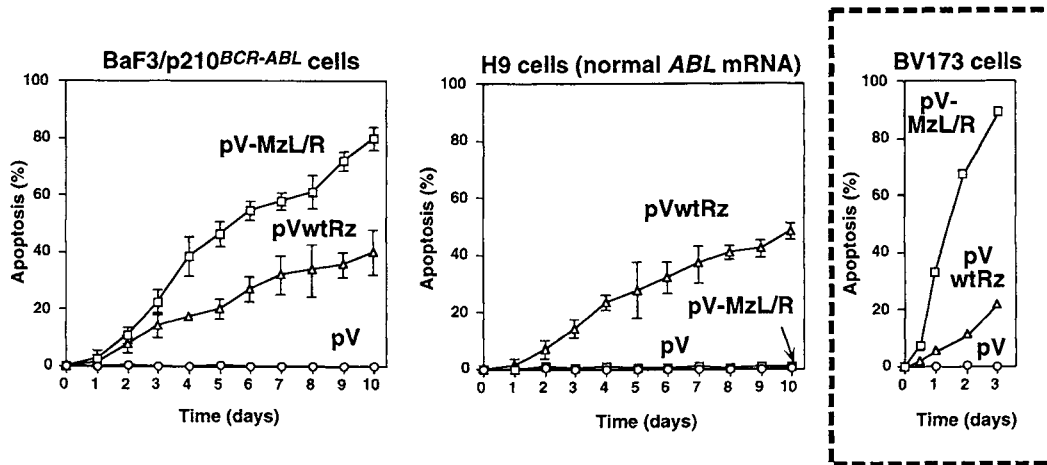 BaF3/p210BCR-ABL cells
100
80
60
40
20
0
Apoptosis (%)
pV-MzL/R
pVwtRz
pV
0 1 2 3 4 5 6 7 8 9 10
Time (days)
H9 cells (normal ABL mRNA)
100
80
60
40
20
0
Apoptosis (%)
pVwtRz
pV-MzL/R
pV
0 1 2 3 4 5 6 7 8 9 10
Time (days)
BV173 cells
100
80
60
40
20
0
Apoptosis (%)
pV-
MzL/R
pV
wtRz
pV
0 1 2 3
Time (days)